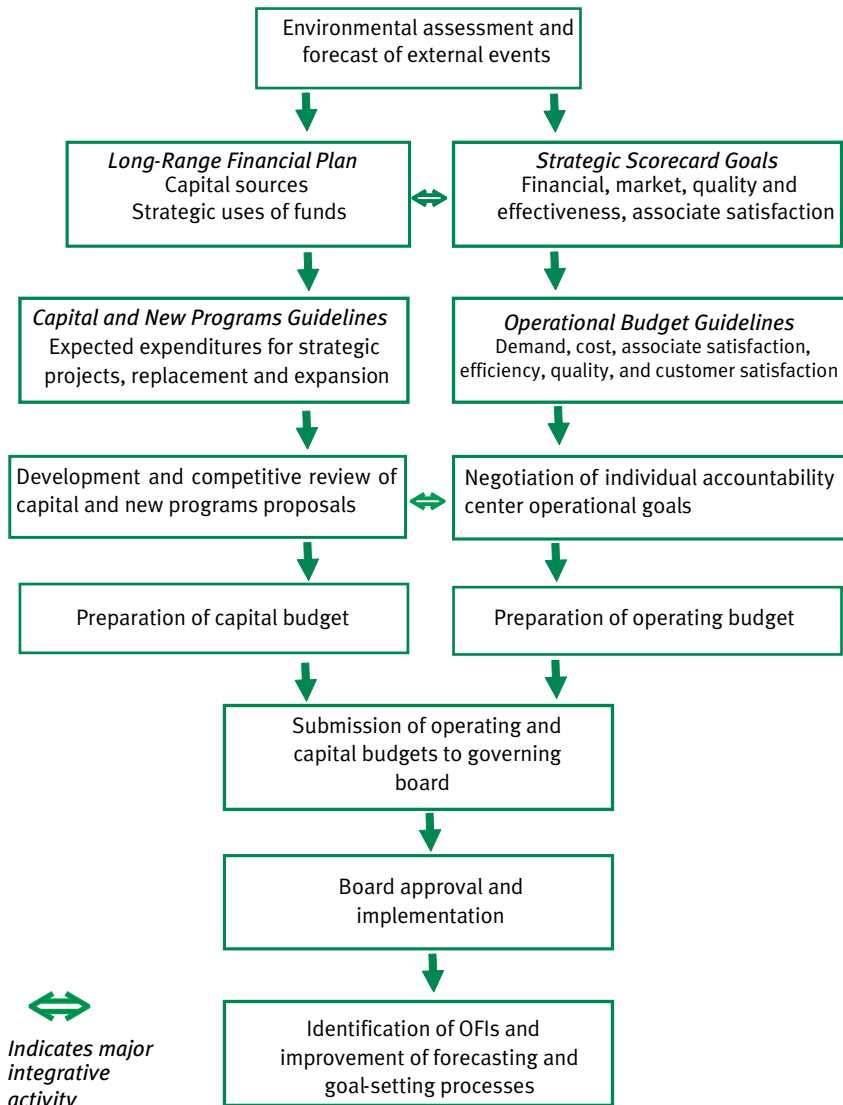 Environmental assessment and
forecast of external events
Long-Range Financial Plan
Capital sources
Strategic uses of funds
Strategic Scorecard Goals
Financial, market, quality and
effectiveness, associate satisfaction
Capital and New Programs Guidelines
Expected expenditures for strategic
projects, replacement and expansion
Operational Budget Guidelines
Demand, cost, associate satisfaction,
efficiency, quality, and customer satisfaction
Development and competitive review of
capital and new programs proposals
Negotiation of individual accountability
center operational goals
Preparation of capital budget
Preparation of operating budget
Submission of operating and
capital budgets to governing
board
Board approval and
implementation
Identification of OFIs and
improvement of forecasting and
goal-setting processes
Indicates major
integrative
activity